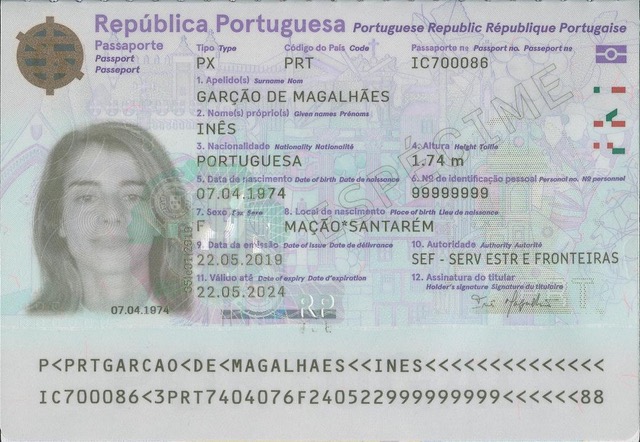 República Portuguesa Portuguese Republic République Portugaise
Passaporte Tipo Type Código do País Code Passaporte nº Passport no. Passeport nº
Passport PX PRT IC700086
Passeport
1. Apelido(s) Surname Nom
GARÇÃO DE MAGALHÃES
2. Nome(s) próprio(s) Given names Prénoms
INÊS
3. Nacionalidade Nationality Nationalité 4. Altura Height Taille
PORTUGUESA 1,74 m
5. Data de nascimento Date of birth Date de naissance 6. Nº de identificação pessoal Personal no. Nº personnel
07.04.1974 99999999
7. Sexo Sex Sexe 8. Local de nascimento Place of birth Lieu de naissance
F MAÇÃO*SANTARÉM
9. Data da emissão Date of issue Date de délivrance 10. Autoridade Authority Autorité
22.05.2019 SEF - SERV ESTR E FRONTEIRAS
11. Válido até Date of expiry Date d'expiration 12. Assinatura do titular
22.05.2024 Holder's signature Signature du titulaire
RP
07.04.1974
ESPÉCIME
P<PRTGARCAO<DE<MAGALHAES<<INES<<<<<<<<<<<<<<
IC700086<3PRT7404076F2405229999999<<<<<<88